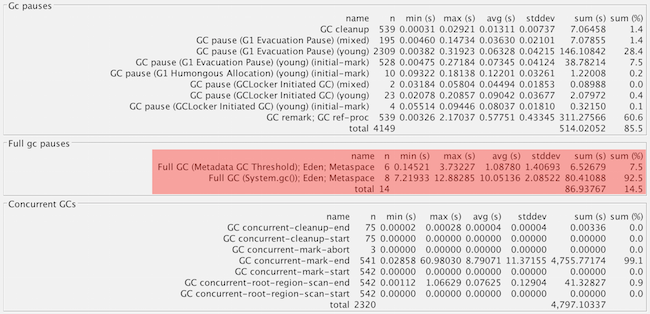 Gc pauses
name n min (s) max (s) avg (s) stddev sum (s) sum (%)
GC cleanup 539 0.00031 0.02921 0.01311 0.00737 7.06458 1.4
GC pause (G1 Evacuation Pause) (mixed) 195 0.00460 0.14734 0.03630 0.02101 7.07855 1.4
GC pause (G1 Evacuation Pause) (young) 2309 0.00382 0.31923 0.06328 0.04215 146.10842 28.4
GC pause (G1 Evacuation Pause) (young) (initial-mark) 528 0.00475 0.27184 0.07345 0.04124 38.78214 7.5
GC pause (G1 Humongous Allocation) (young) (initial-mark) 10 0.09322 0.18138 0.12201 0.03261 1.22008 0.2
GC pause (GCLocker Initiated GC) (mixed) 2 0.03184 0.05804 0.04494 0.01853 0.08988 0.0
GC pause (GCLocker Initiated GC) (young) 23 0.02078 0.20857 0.09042 0.03677 2.07972 0.4
GC pause (GCLocker Initiated GC) (young) (initial-mark) 4 0.05514 0.09446 0.08037 0.01810 0.32150 0.1
GC remark; GC ref-proc 539 0.00326 2.17037 0.57751 0.43345 311.27566 60.6
total 4149 514.02052 85.5
Full gc pauses
name n min (s) max (s) avg (s) stddev sum (s) sum (%)
Full GC (Metadata GC Threshold); Eden; Metaspace 6 0.14521 3.73227 1.08780 1.40693 6.52679 7.5
Full GC (System.gc()); Eden; Metaspace 8 7.21933 12.88285 10.05136 2.08522 80.41088 92.5
total 14 86.93767 14.5
Concurrent GCs
name n min (s) max (s) avg (s) stddev sum (s) sum (%)
GC concurrent-cleanup-end 75 0.00002 0.00028 0.00004 0.00004 0.00336 0.0
GC concurrent-cleanup-start 75 0.00000 0.00000 0.00000 0.00000 0.00000 0.0
GC concurrent-mark-abort 3 0.00000 0.00000 0.00000 0.00000 0.00000 0.0
GC concurrent-mark-end 541 0.02858 60.98030 8.79071 11.37155 4,755.77174 99.1
GC concurrent-mark-start 542 0.00000 0.00000 0.00000 0.00000 0.00000 0.0
GC concurrent-root-region-scan-end 542 0.00112 1.06629 0.07625 0.12904 41.32827 0.9
GC concurrent-root-region-scan-start 542 0.00000 0.00000 0.00000 0.00000 0.00000 0.0
total 2320 4,797.10337